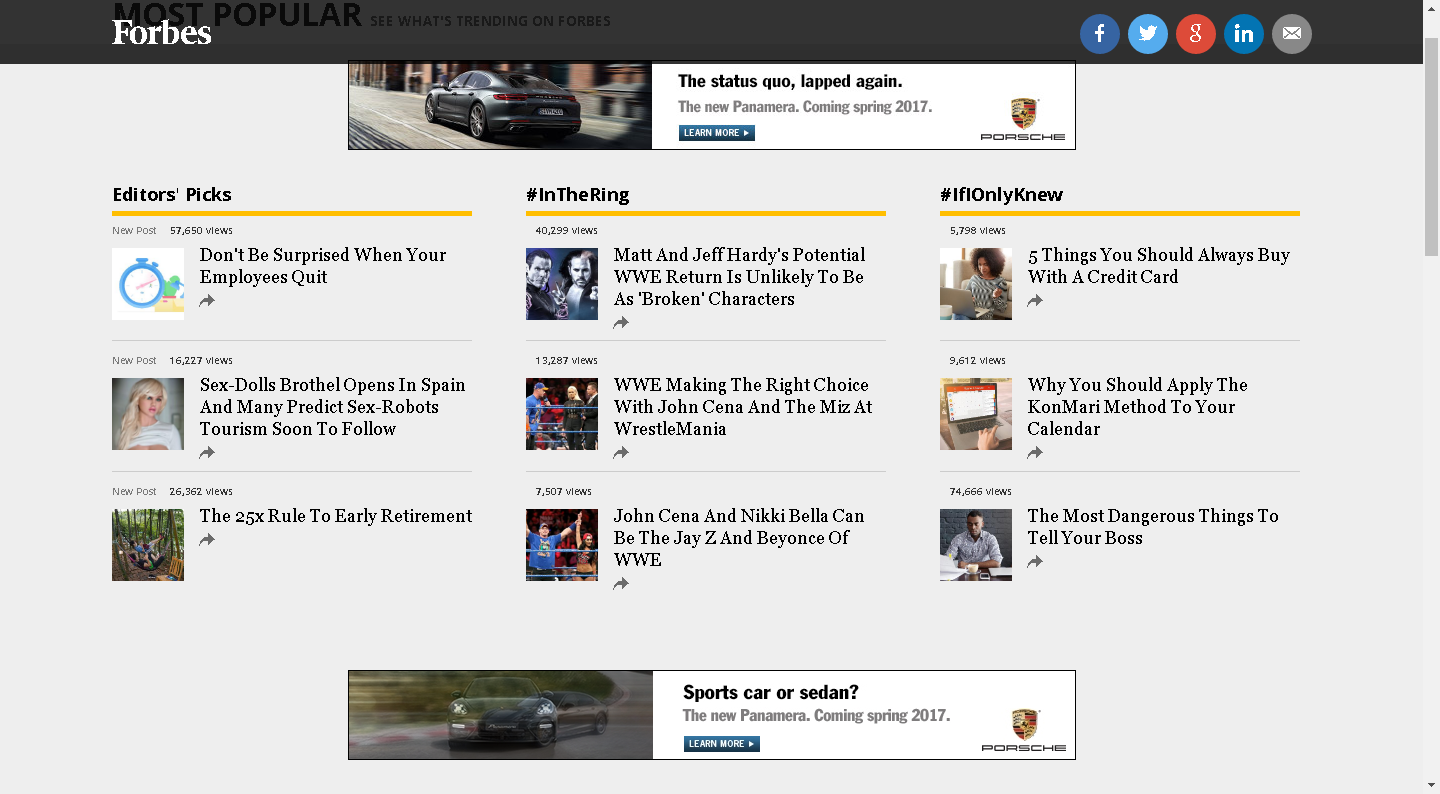 MOST POPULAR SEE WHAT'S TRENDING ON FORBES
Forbes
The status quo, lapped again.
The new Panamera. Coming spring 2017.
LEARN MORE
PORSCHE
Editors' Picks
New Post 57,650 views
Don't Be Surprised When Your
Employees Quit
New Post 16,227 views
Sex-Dolls Brothel Opens In Spain
And Many Predict Sex-Robots
Tourism Soon To Follow
New Post 26,362 views
The 25x Rule To Early Retirement
#InTheRing
40,299 views
Matt And Jeff Hardy's Potential
WWE Return Is Unlikely To Be
As 'Broken' Characters
13,287 views
WWE Making The Right Choice
With John Cena And The Miz At
WrestleMania
7,507 views
John Cena And Nikki Bella Can
Be The Jay Z And Beyonce Of
WWE
#IfIOnlyKnew
5,798 views
5 Things You Should Always Buy
With A Credit Card
9,612 views
Why You Should Apply The
KonMari Method To Your
Calendar
74,666 views
The Most Dangerous Things To
Tell Your Boss
Sports car or sedan?
The new Panamera. Coming spring 2017.
LEARN MORE
PORSCHE